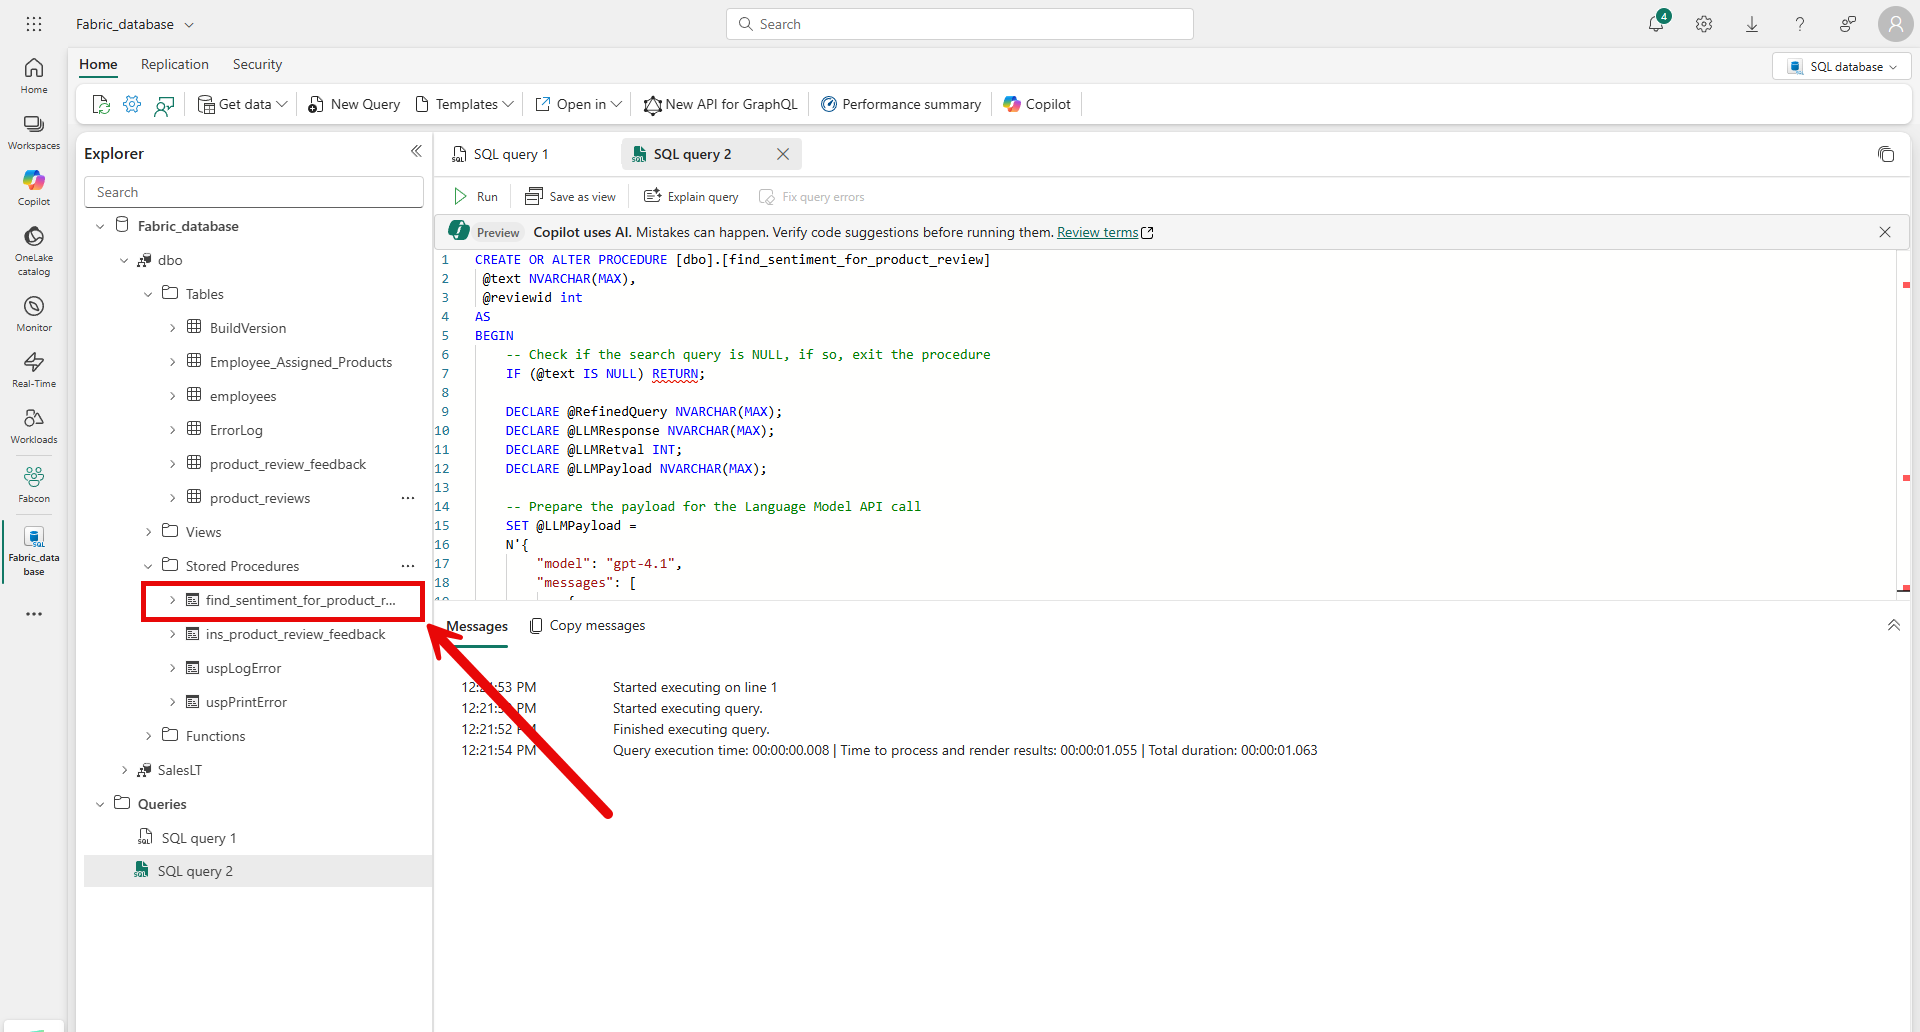 Fabric_database
Search
4
Home
Replication
Security
SQL database
Get data
New Query
Templates
Open in
New API for GraphQL
Performance summary
Copilot
Home
Workspaces
Copilot
OneLake
catalog
Monitor
Real-Time
Workloads
Fabcon
Fabric_data
base
Explorer
Search
Fabric_database
dbo
Tables
BuildVersion
Employee_Assigned_Products
employees
ErrorLog
product_review_feedback
product_reviews
Views
Stored Procedures
find_sentiment_for_product_r...
ins_product_review_feedback
uspLogError
uspPrintError
Functions
SalesLT
Queries
SQL query 1
SQL query 2
SQL query 1
SQL query 2
Run
Save as view
Explain query
Fix query errors
Preview
Copilot uses AI. Mistakes can happen. Verify code suggestions before running them. Review terms
1 CREATE OR ALTER PROCEDURE [dbo].[find_sentiment_for_product_review]
2 @text NVARCHAR(MAX),
3 @reviewid int
4 AS
5 BEGIN
6 -- Check if the search query is NULL, if so, exit the procedure
7 IF (@text IS NULL) RETURN;
8
9 DECLARE @RefinedQuery NVARCHAR(MAX);
10 DECLARE @LLMResponse NVARCHAR(MAX);
11 DECLARE @LLMRetval INT;
12 DECLARE @LLMPayload NVARCHAR(MAX);
13
14 -- Prepare the payload for the Language Model API call
15 SET @LLMPayload =
16 N'{
17 "model": "gpt-4.1",
18 "messages": [
Messages
Copy messages
PM Started executing on line 1
PM Started executing query.
12:21:52 Finished executing query.
12:21:54 PM Query execution time: 00:00:00.008 | Time to process and render results: 00:00:01.055 | Total duration: 00:00:01.063